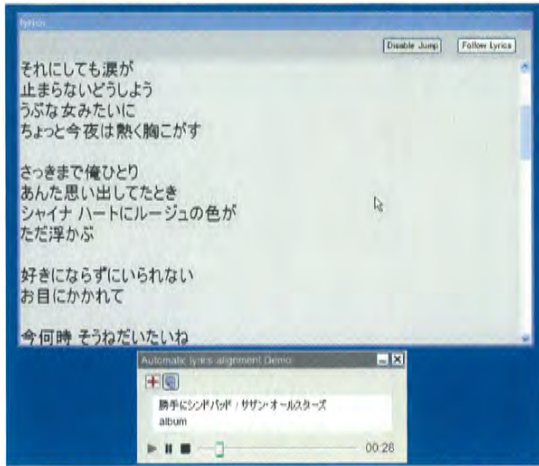 lyrics
Disable Jump
Follow Lyrics
それにしても涙が
止まらないどうしよう
うぶな女みたいに
ちょっと今夜は熱く胸こがす
さっきまで俺ひとり
あんた思い出してたとき
シャイナ ハートにルージュの色が
ただ浮かぶ
好きにならずにいられない
お目にかかれて
今何時 そうねだいたいね
Automatic lyrics alignment Demo
勝手にシンドバッド / サザン・オールスターズ
album
00:28